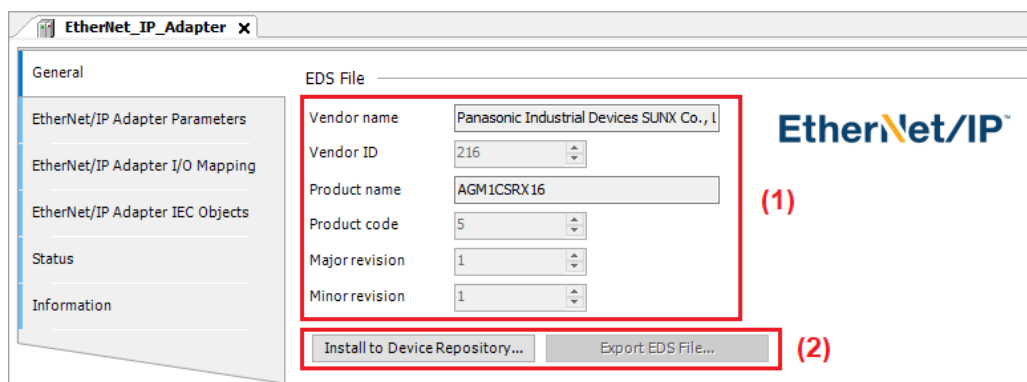 EtherNet_IP_Adapter X
General
EDS File
EtherNet/IP Adapter Parameters
EtherNet/IP Adapter I/O Mapping
EtherNet/IP Adapter IEC Objects
Status
Information
Vendor name Panasonic Industrial Devices SUNX Co., L
Vendor ID 216
Product name AGM1CSRX16
Product code 5
Major revision 1
Minor revision 1
(1)
EtherNet/IP™
Install to Device Repository... Export EDS File...
(2)